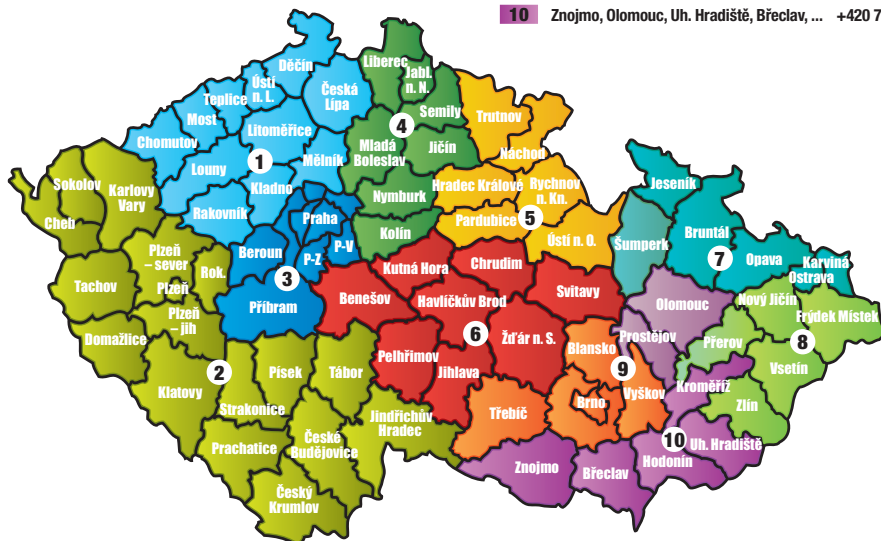 10 Znojmo, Olomouc, Uh. Hradiště, Břeclav, ... +420 7
Děčín
Liberec
Ústí
n. L.
Jabl.
n. N.
Teplice
Česká
Lípa
Most
Semily
Trutnov
Chomutov
Litoměřice
4
Mladá
Boleslav
Jičín
Náchod
1
Louny
Mělník
Sokolov
Karlovy
Vary
Kladno
Nymburk
Hradec Králové
Rychnov
n. Kn.
Jeseník
Rakovník
Praha
Cheb
Pardubice
5
Kolín
Ústí n. O.
Šumperk
Bruntál
Beroun
P-V
P-Z
Plzeň
– sever
Rok.
3
Kutná Hora
Chrudim
7
Opava
Karviná
Ostrava
Tachov
Plzeň
Benešov
Svitavy
Příbram
Havlíčkův Brod
Olomouc
Nový Jičín
Plzeň
– jih
Frýdek Místek
Domažlice
6
Žďár n. S.
Prostějov
Přerov
8
Pelhřimov
Blansko
2
Písek
Tábor
Jihlava
9
Vsetín
Klatovy
Kroměříž
Vyškov
Strakonice
Třebíč
Brno
Zlín
Jindřichův
Hradec
Prachatice
České
Budějovice
10
Uh. Hradiště
Znojmo
Břeclav
Hodonín
Český
Krumlov